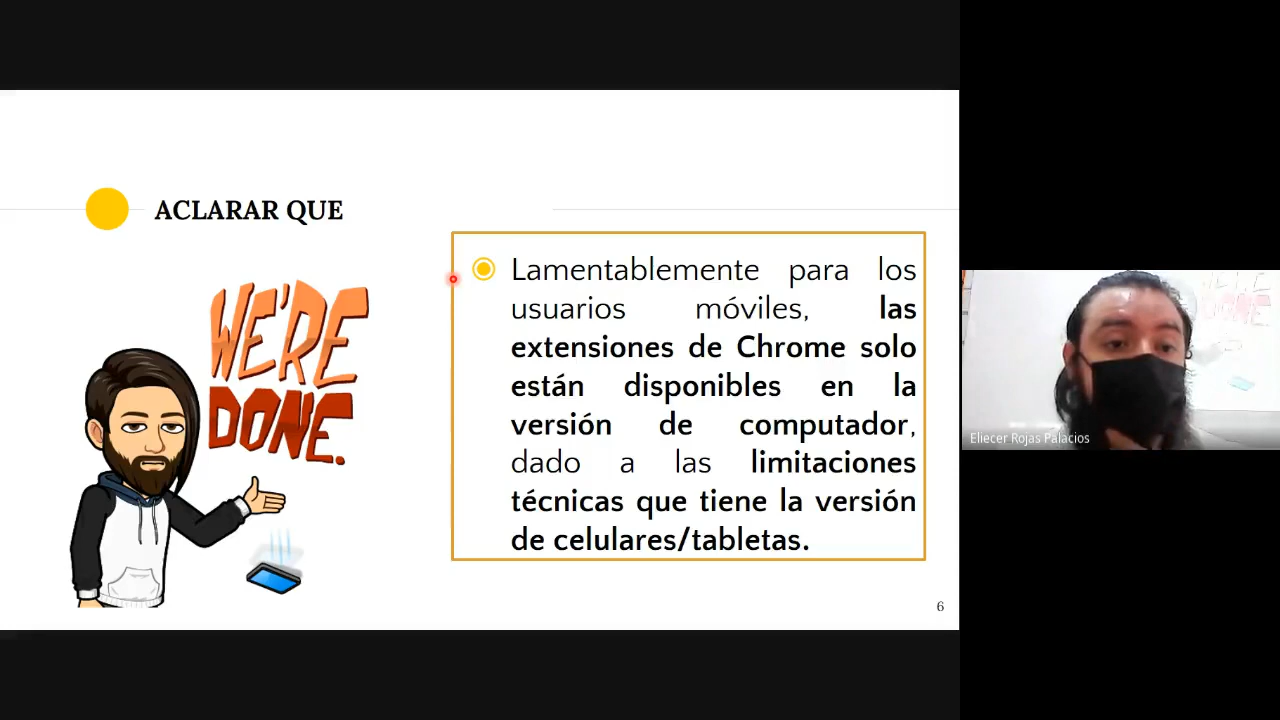 ACLARAR QUE
WE'RE
DONE.
Lamentablemente para los
usuarios móviles, las
extensiones de Chrome solo
están disponibles en la
versión de computador,
dado a las limitaciones
técnicas que tiene la versión
de celulares/tabletas.
6
Eliecer Rojas Palacios